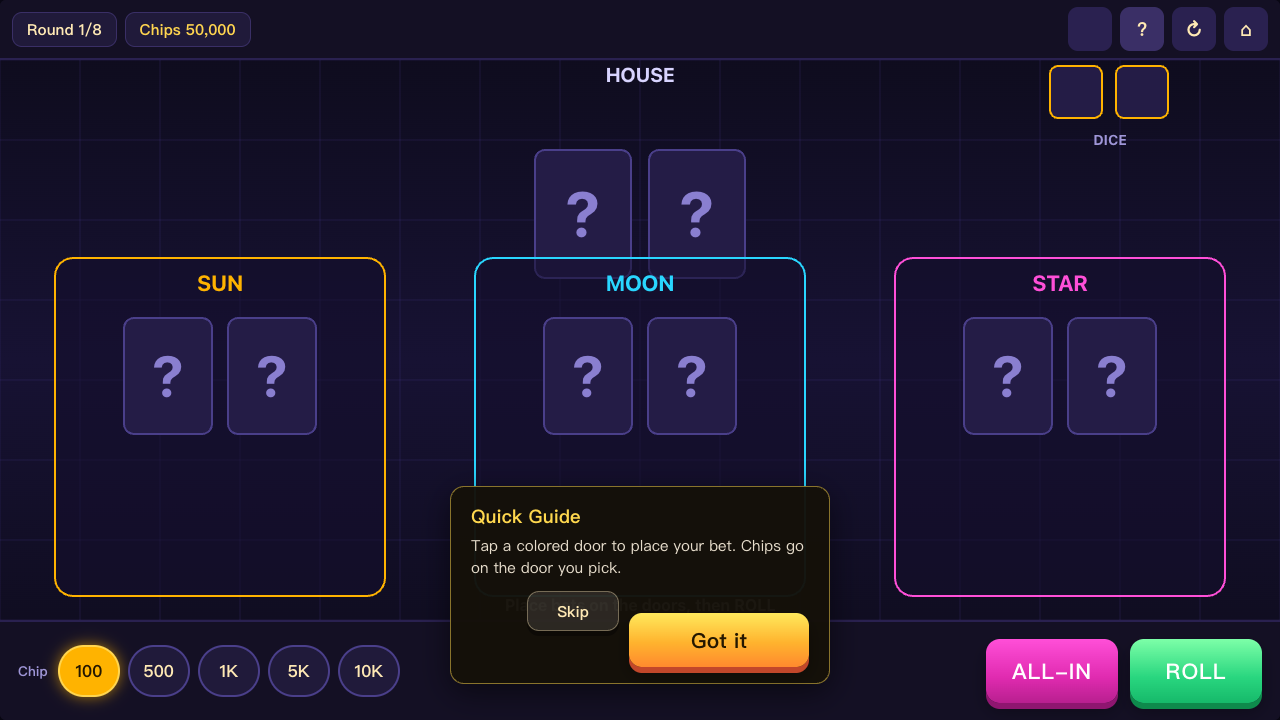 Round 1/8
Chips 50,000
?
HOUSE
DICE
? ?
SUN
MOON
STAR
? ?
? ?
? ?
Quick Guide
Tap a colored door to place your bet. Chips go
on the door you pick.
Skip
Got it
Chip
100
500
1K
5K
10K
ALL-IN
ROLL